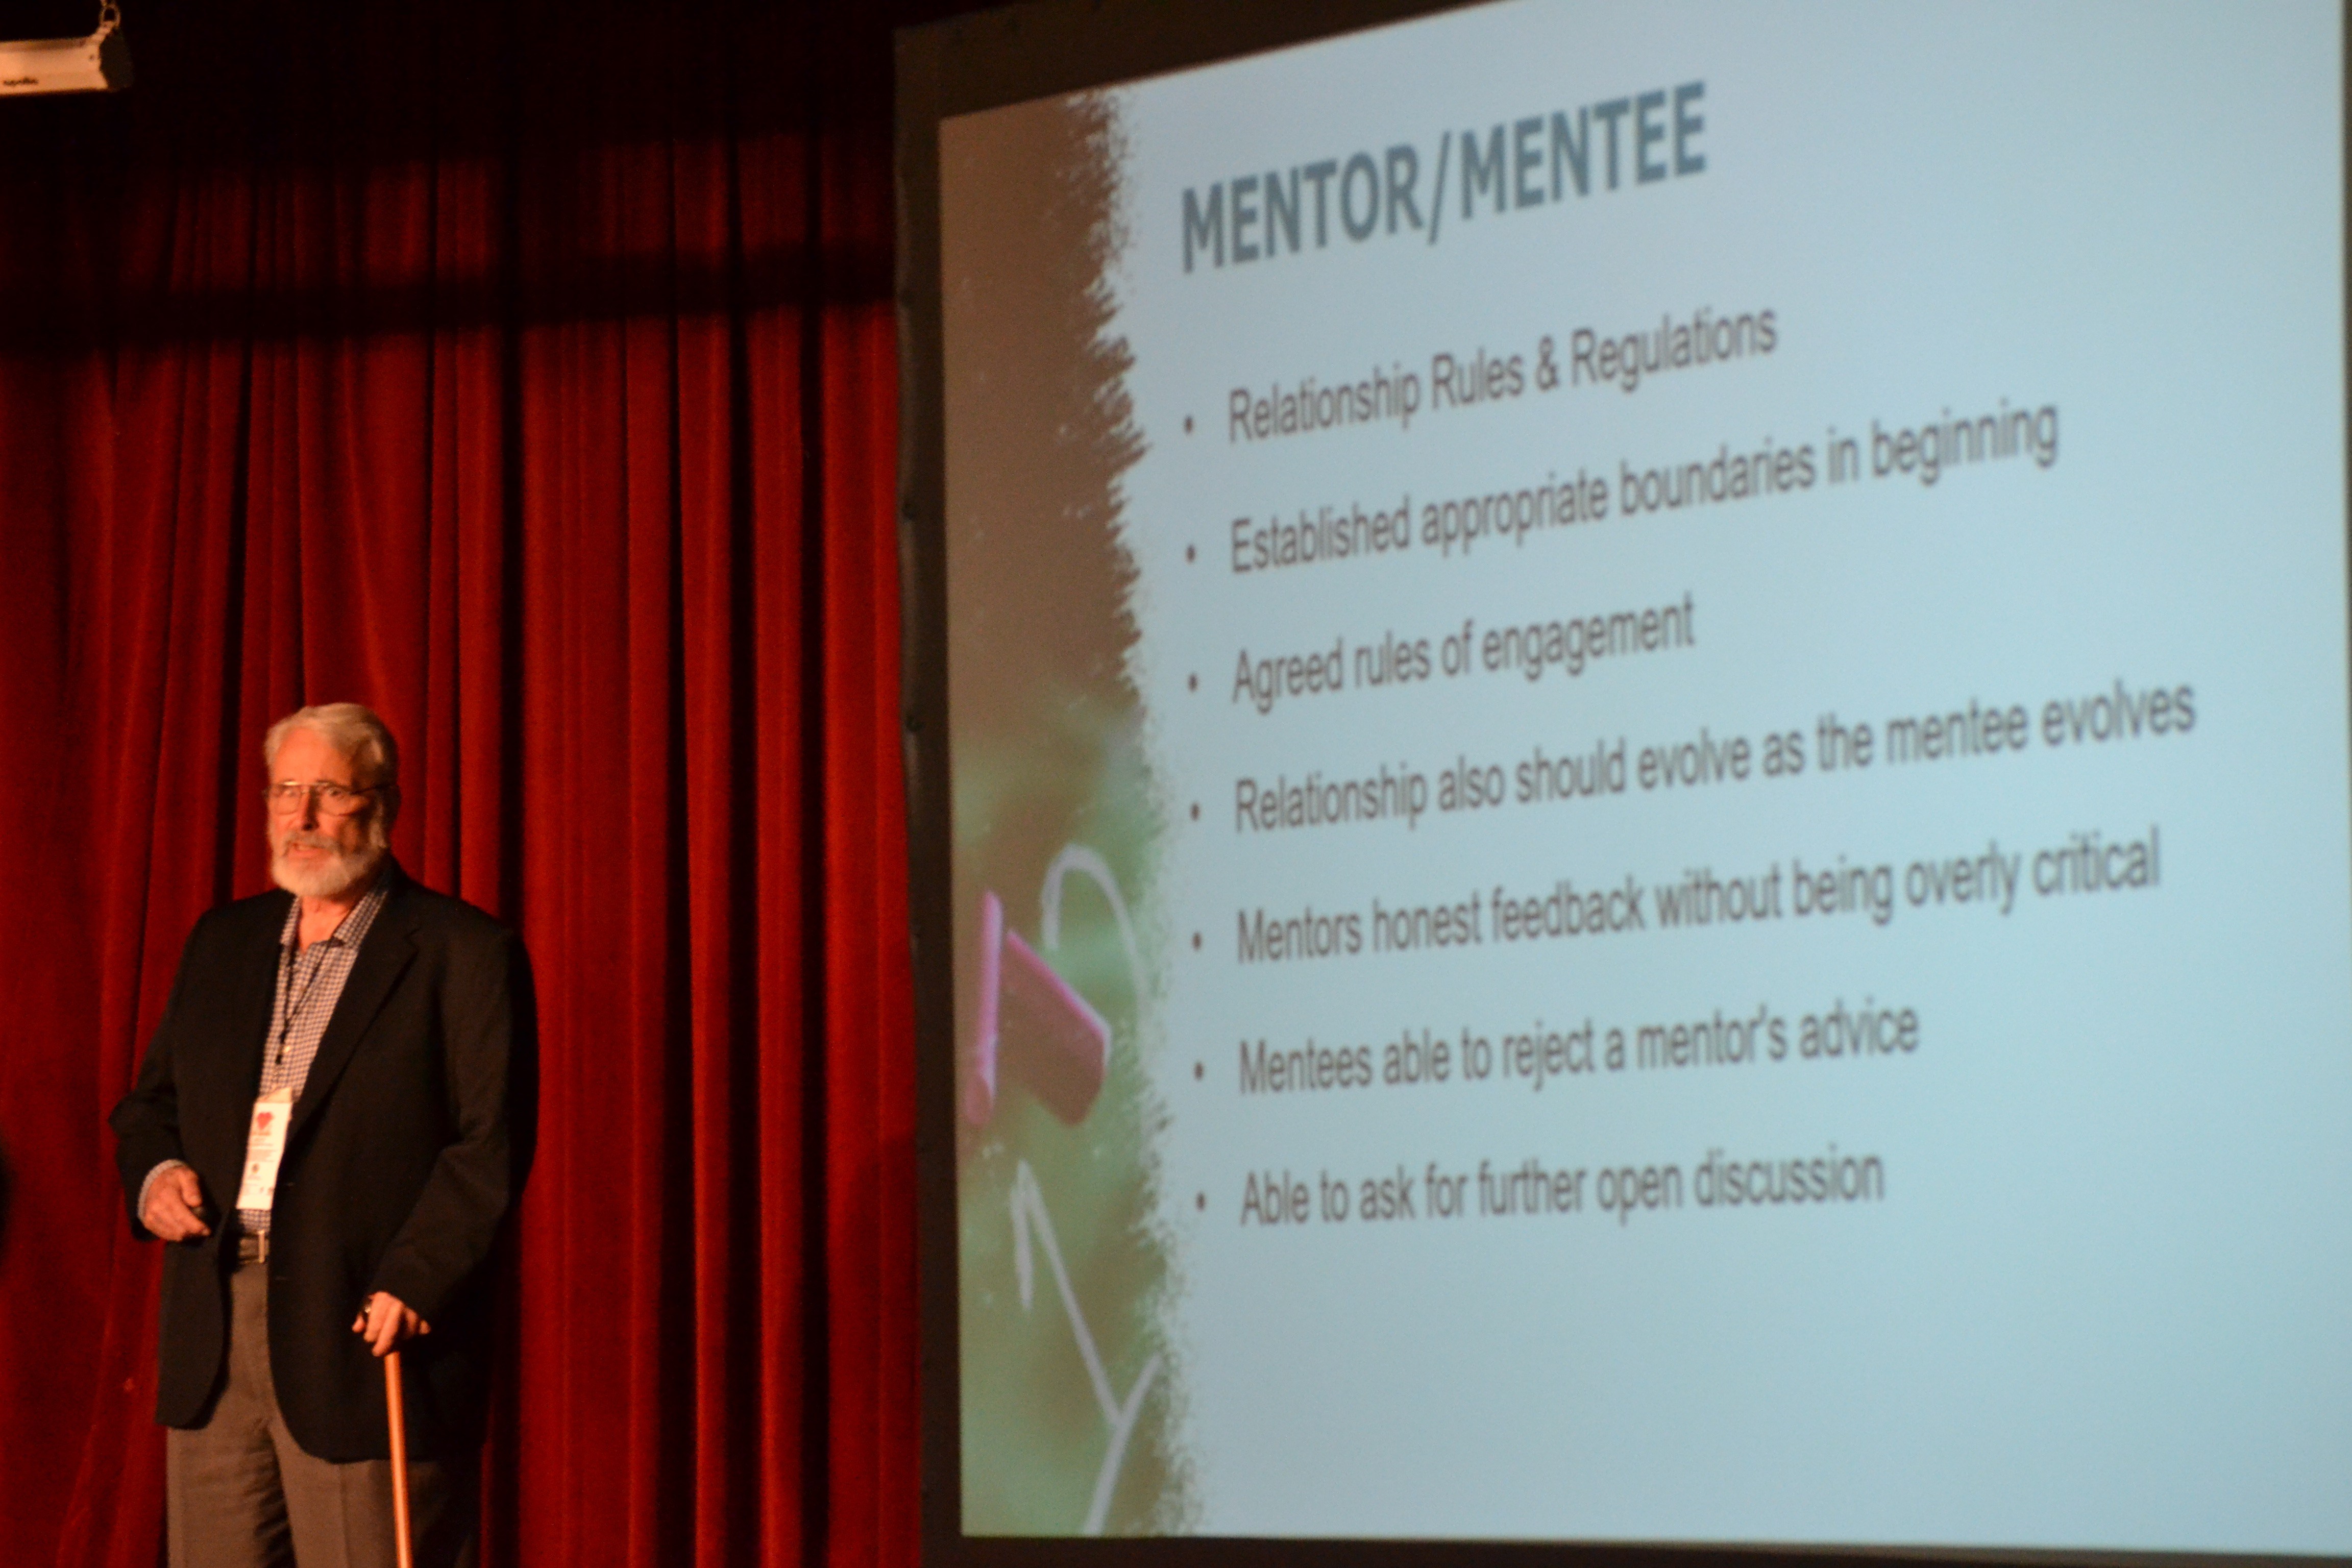 MENTOR/MENTEE
• Relationship Rules & Regulations
• Established appropriate boundaries in beginning
• Agreed rules of engagement
• Relationship also should evolve as the mentee evolves
• Mentors honest feedback without being overly critical
• Mentees able to reject a mentor's advice
• Able to ask for further open discussion